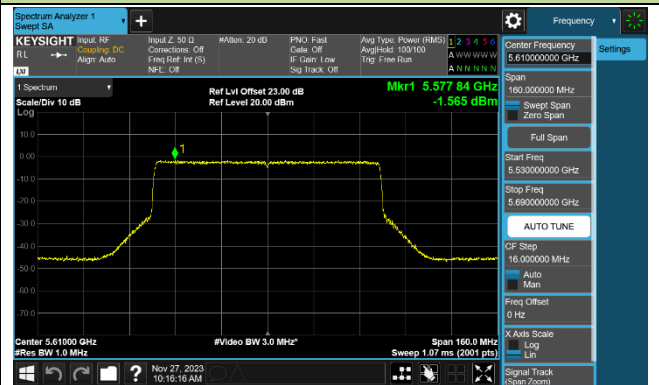 Spectrum Analyzer 1
Swept SA
+
Frequency
KEYSIGHT
RL
LXI
Input: RF
Coupling: DC
Align: Auto
Input Z: 50 Ω
Corrections: Off
Freq Ref: Int (S)
NFE: Off
#Atten: 20 dB
PNO: Fast
Gate: Off
IF Gain: Low
Sig Track: Off
Avg Type: Power (RMS)
Avg|Hold: 100/100
Trig: Free Run
1 2 3 4 5 6
A W W W W W
A N N N N N
1 Spectrum
Scale/Div 10 dB
Log
Ref Lvl Offset 23.00 dB
Ref Level 20.00 dBm
Mkr1 5.577 84 GHz
-1.565 dBm
10.0
0.00
-10.0
-20.0
-30.0
-40.0
-50.0
-60.0
-70.0
1
Center 5.61000 GHz
#Res BW 1.0 MHz
#Video BW 3.0 MHz*
Span 160.0 MHz
Sweep 1.07 ms (2001 pts)
?
Nov 27, 2023
10:16:16 AM
Center Frequency
5.610000000 GHz
Span
160.000000 MHz
Swept Span
Zero Span
Full Span
Start Freq
5.530000000 GHz
Stop Freq
5.690000000 GHz
AUTO TUNE
CF Step
16.000000 MHz
Auto
Man
Freq Offset
0 Hz
X Axis Scale
Log
Lin
Signal Track
(Span Zoom)
Settings